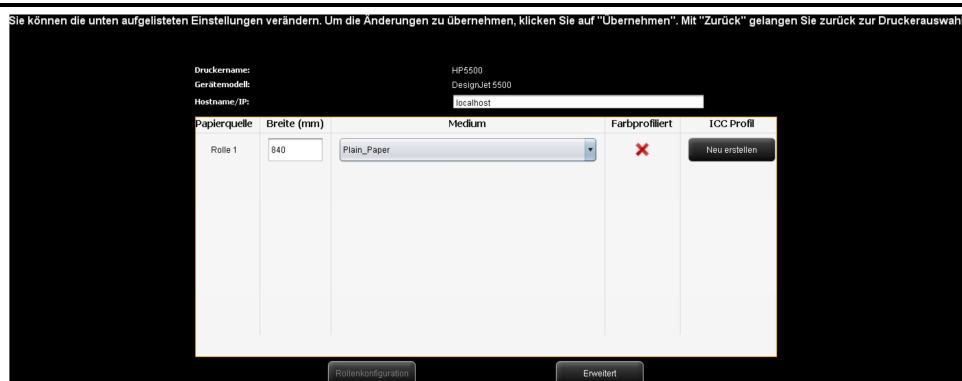 Sie können die unten aufgelisteten Einstellungen verändern. Um die Änderungen zu übernehmen, klicken Sie auf "Übernehmen". Mit "Zurück" gelangen Sie zurück zur Druckerauswah
Druckername: HP5500
Gerätemodell: DesignJet 5500
Hostname/IP: localhost
Papierquelle Breite (mm) Medium Farbprofiliert ICC Profil
Rolle 1 840 Plain_Paper Neu erstellen
Rollenkonfiguration Erweitert